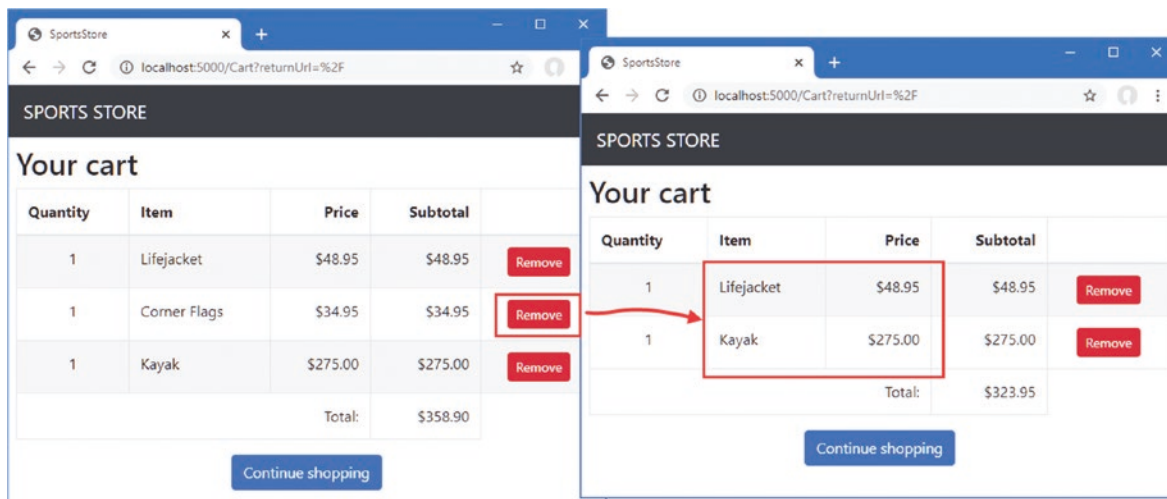 SportsStore
localhost:5000/Cart?returnUrl=%2F
SPORTS STORE
Your cart
Quantity Item Price Subtotal
1 Lifejacket $48.95 $48.95 Remove
1 Corner Flags $34.95 $34.95 Remove
1 Kayak $275.00 $275.00 Remove
Total: $358.90
Continue shopping
SportsStore
localhost:5000/Cart?returnUrl=%2F
SPORTS STORE
Your cart
Quantity Item Price Subtotal
1 Lifejacket $48.95 $48.95 Remove
1 Kayak $275.00 $275.00 Remove
Total: $323.95
Continue shopping